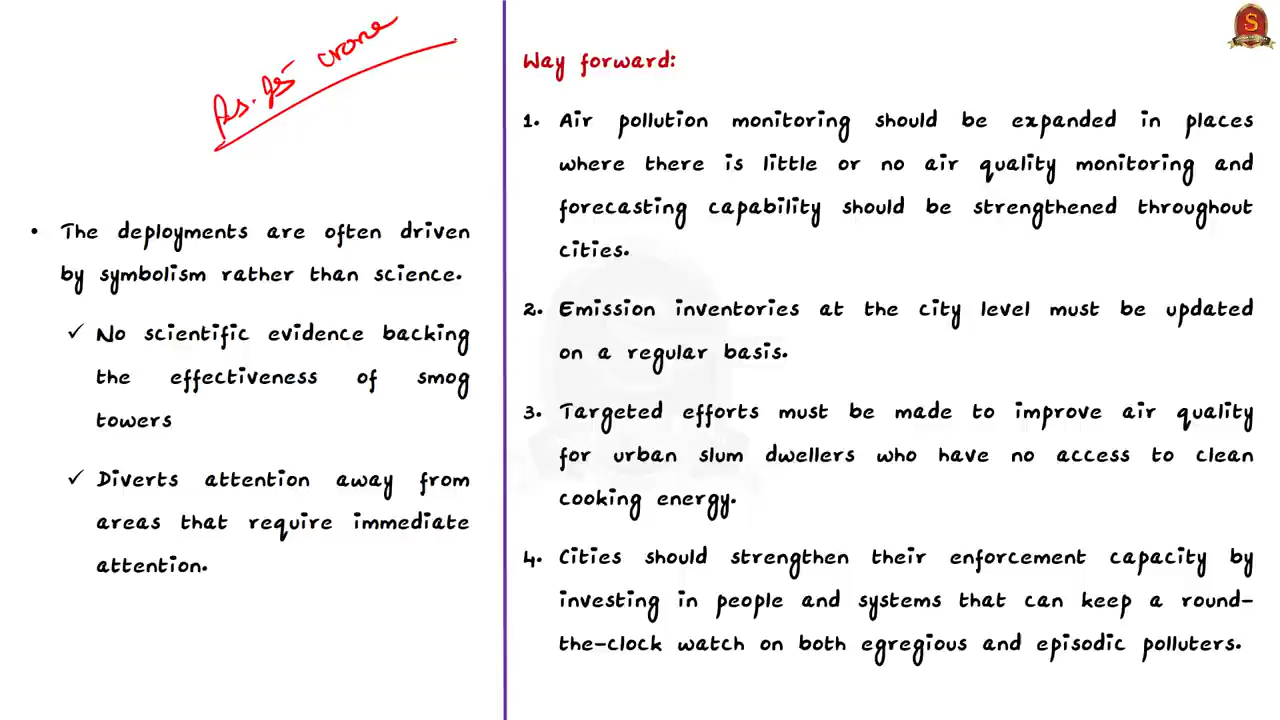 Rs. 25 crore
• The deployments are often driven
by symbolism rather than science.
✓ No scientific evidence backing
the effectiveness of smog
towers
✓ Diverts attention away from
areas that require immediate
attention.
Way forward:
1. Air pollution monitoring should be expanded in places
where there is little or no air quality monitoring and
forecasting capability should be strengthened throughout
cities.
2. Emission inventories at the city level must be updated
on a regular basis.
3. Targeted efforts must be made to improve air quality
for urban slum dwellers who have no access to clean
cooking energy.
4. Cities should strengthen their enforcement capacity by
investing in people and systems that can keep a round-
the-clock watch on both egregious and episodic polluters.
S